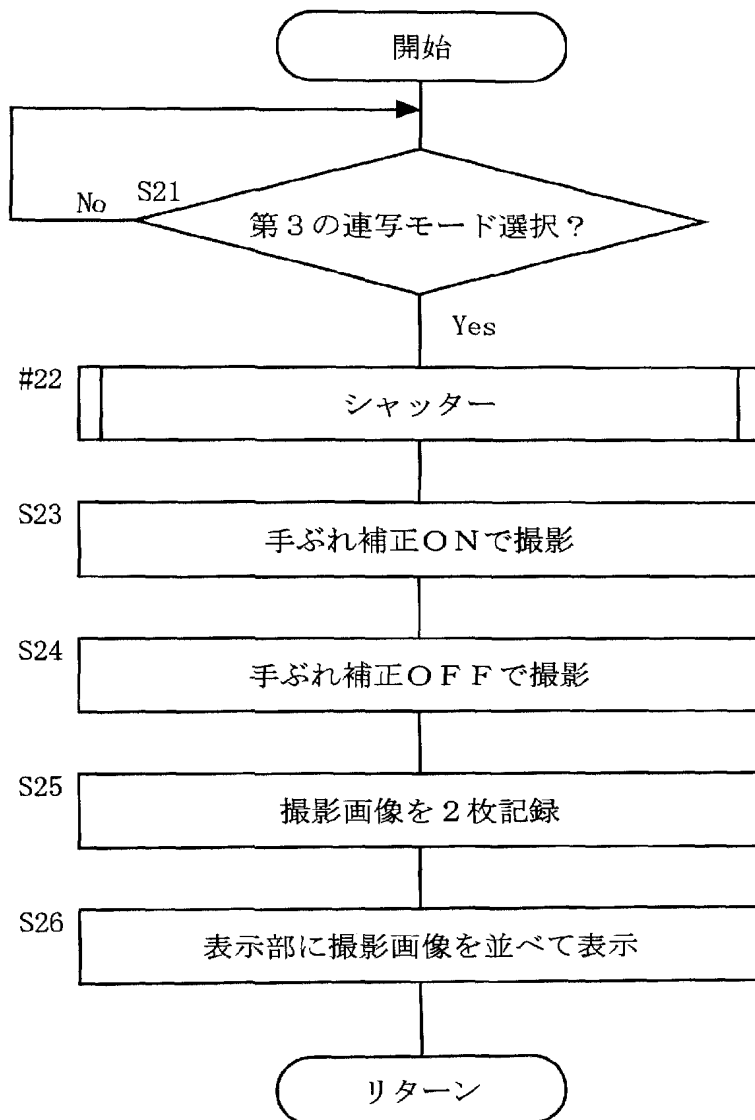 開始
No
S21
第３の連写モード選択？
Yes
#22
シャッター
S23
手ぶれ補正ＯＮで撮影
S24
手ぶれ補正ＯＦＦで撮影
S25
撮影画像を２枚記録
S26
表示部に撮影画像を並べて表示
リターン